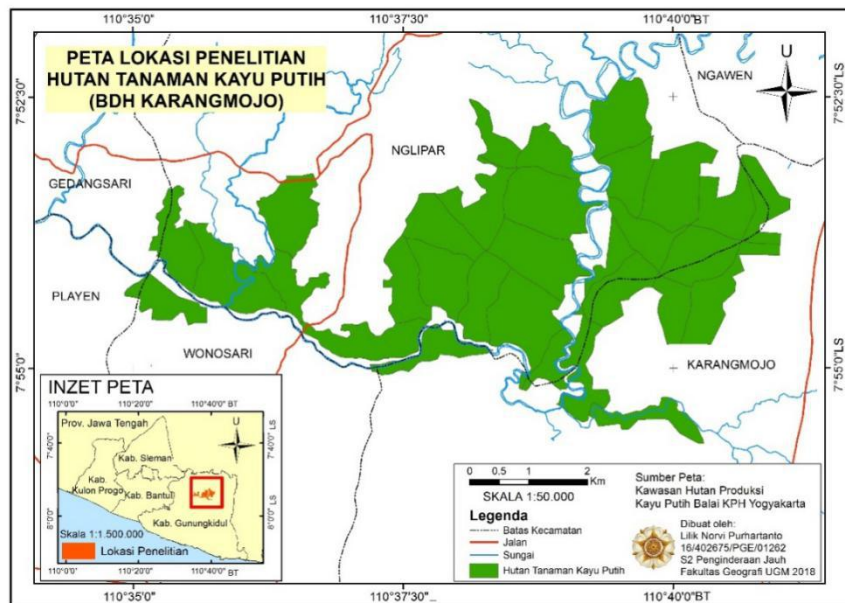 110°35'0"
110°37'30"
110°40'0"BT
PETA LOKASI PENELITIAN
HUTAN TANAMAN KAYU PUTIH
(BDH KARANGMOJO)
U
NGAWEN
7°52'30"
7°52'30"LS
NGLIPAR
GEDANGSARI
PLAYEN
WONOSARI
KARANGMOJO
7°55'0"
7°55'0"LS
INZET PETA
110°0'0"
110°20'0"
110°40'0" BT
Prov. Jawa Tengah
U
7°40'0"
7°40'0" LS
Kab. Sleman
Kab.
Kulon Progo
Kab. Bantul
Kab. Gunungkidul
8°0'0"
8°0'0" LS
Skala 1:1.500.000
Lokasi Penelitian
110°0'0"
110°20'0"
110°40'0" BT
0 0.5 1 2
Km
SKALA 1:50.000
Legenda
Batas Kecamatan
Jalan
Sungai
Hutan Tanaman Kayu Putih
Sumber Peta:
Kawasan Hutan Produksi
Kayu Putih Balai KPH Yogyakarta
Dibuat oleh:
Lilik Norvi Purhartanto
16/402675/PGE/01262
S2 Penginderaan Jauh
Fakultas Geografi UGM 2018
110°35'0"
110°37'30"
110°40'0"BT